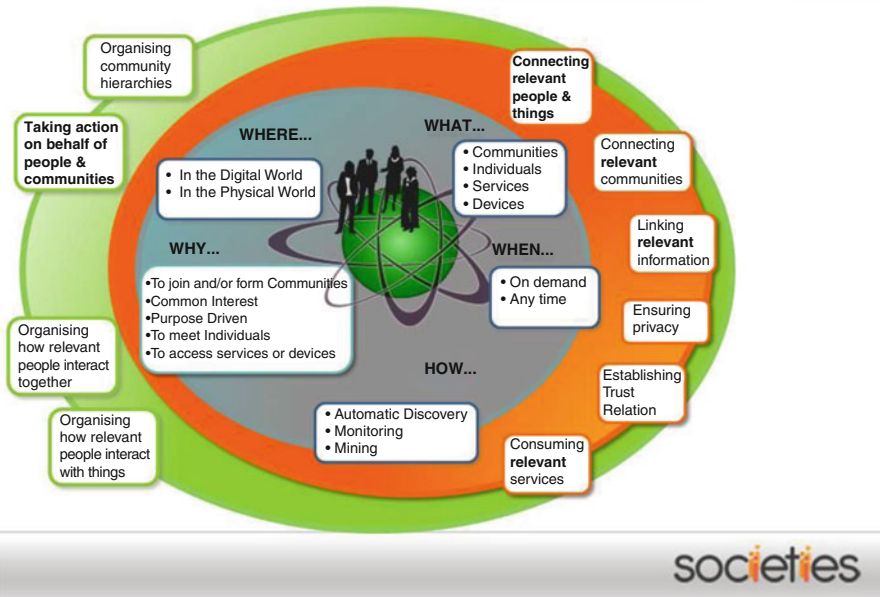 Organising
community
hierarchies
Taking action
on behalf of
people &
communities
Organising
how relevant
people interact
together
Organising
how relevant
people interact
with things
WHERE...
• In the Digital World
• In the Physical World
WHAT...
• Communities
• Individuals
• Services
• Devices
WHY...
•To join and/or form Communities
•Common Interest
•Purpose Driven
•To meet Individuals
•To access services or devices
WHEN...
• On demand
• Any time
HOW...
• Automatic Discovery
• Monitoring
• Mining
Connecting
relevant
people &
things
Connecting
relevant
communities
Linking
relevant
information
Ensuring
privacy
Establishing
Trust
Relation
Consuming
relevant
services
societies